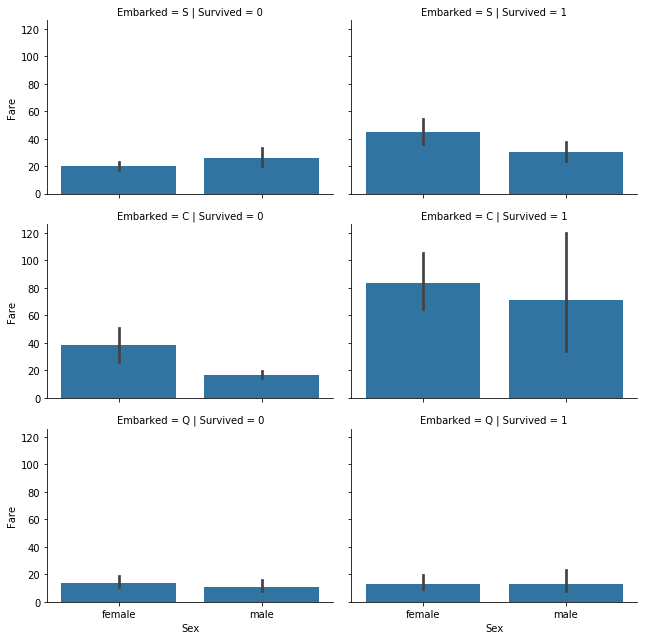 Embarked = S | Survived = 0
Embarked = S | Survived = 1
120
100
80
60
40
20
0
Fare
Embarked = C | Survived = 0
Embarked = C | Survived = 1
120
100
80
60
40
20
0
Fare
Embarked = Q | Survived = 0
Embarked = Q | Survived = 1
120
100
80
60
40
20
0
Fare
female male
Sex
female male
Sex